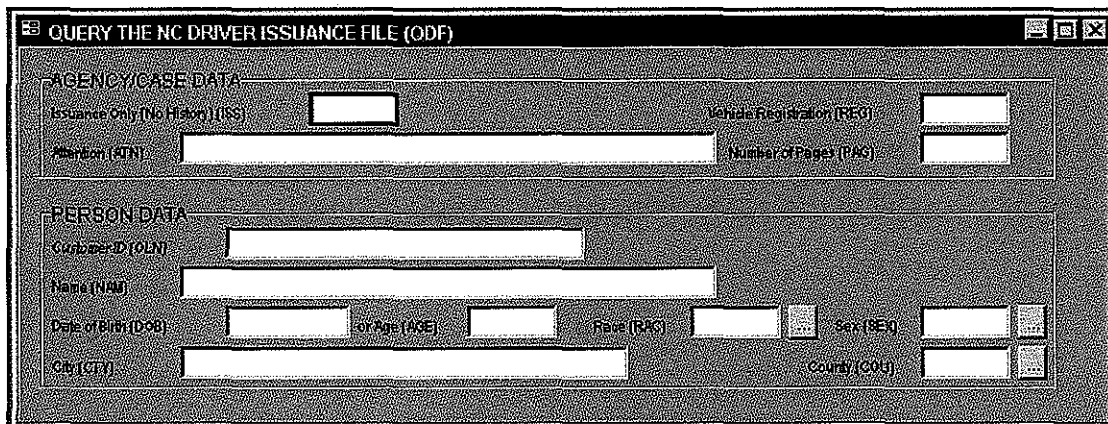 QUERY THE NC DRIVER ISSUANCE FILE (ODF)
AGENCY/CASE DATA
Issuance Only (No History) (ISS) Vehicle Registration (REG)
Attention (ATN) Number of Pages (PAG)
PERSON DATA
Customer ID (OLN)
Name (NAM)
Date of Birth (DOB) or Age (AGE) Race (RAC) ... Sex (SEX) ...
City (CTY) County (COU) ...